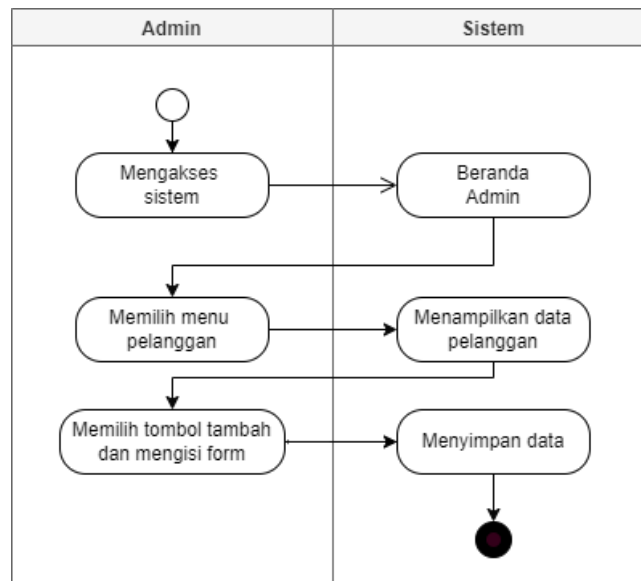 Admin
Sistem
Mengakses
sistem
Beranda
Admin
Memilih menu
pelanggan
Menampilkan data
pelanggan
Memilih tombol tambah
dan mengisi form
Menyimpan data